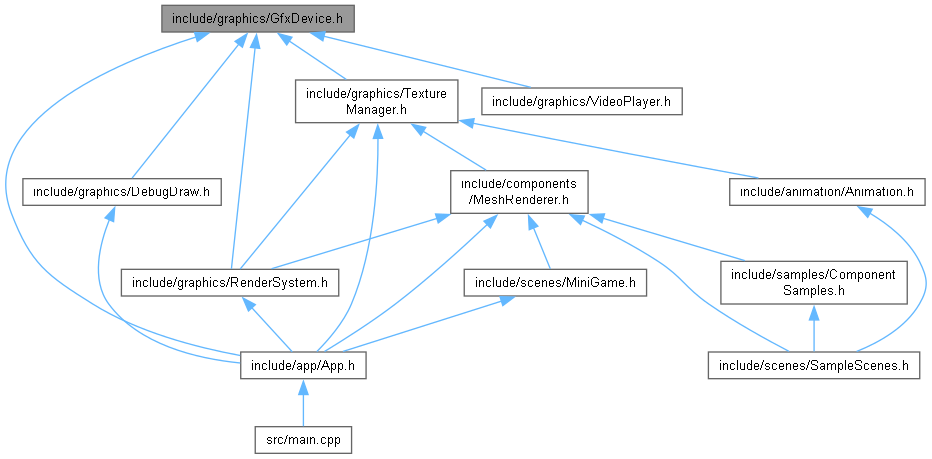 include/graphics/GfxDevice.h
include/graphics/Texture
Manager.h
include/graphics/VideoPlayer.h
include/graphics/DebugDraw.h
include/components
/MeshRenderer.h
include/animation/Animation.h
include/graphics/RenderSystem.h
include/scenes/MiniGame.h
include/samples/Component
Samples.h
include/app/App.h
include/scenes/SampleScenes.h
src/main.cpp